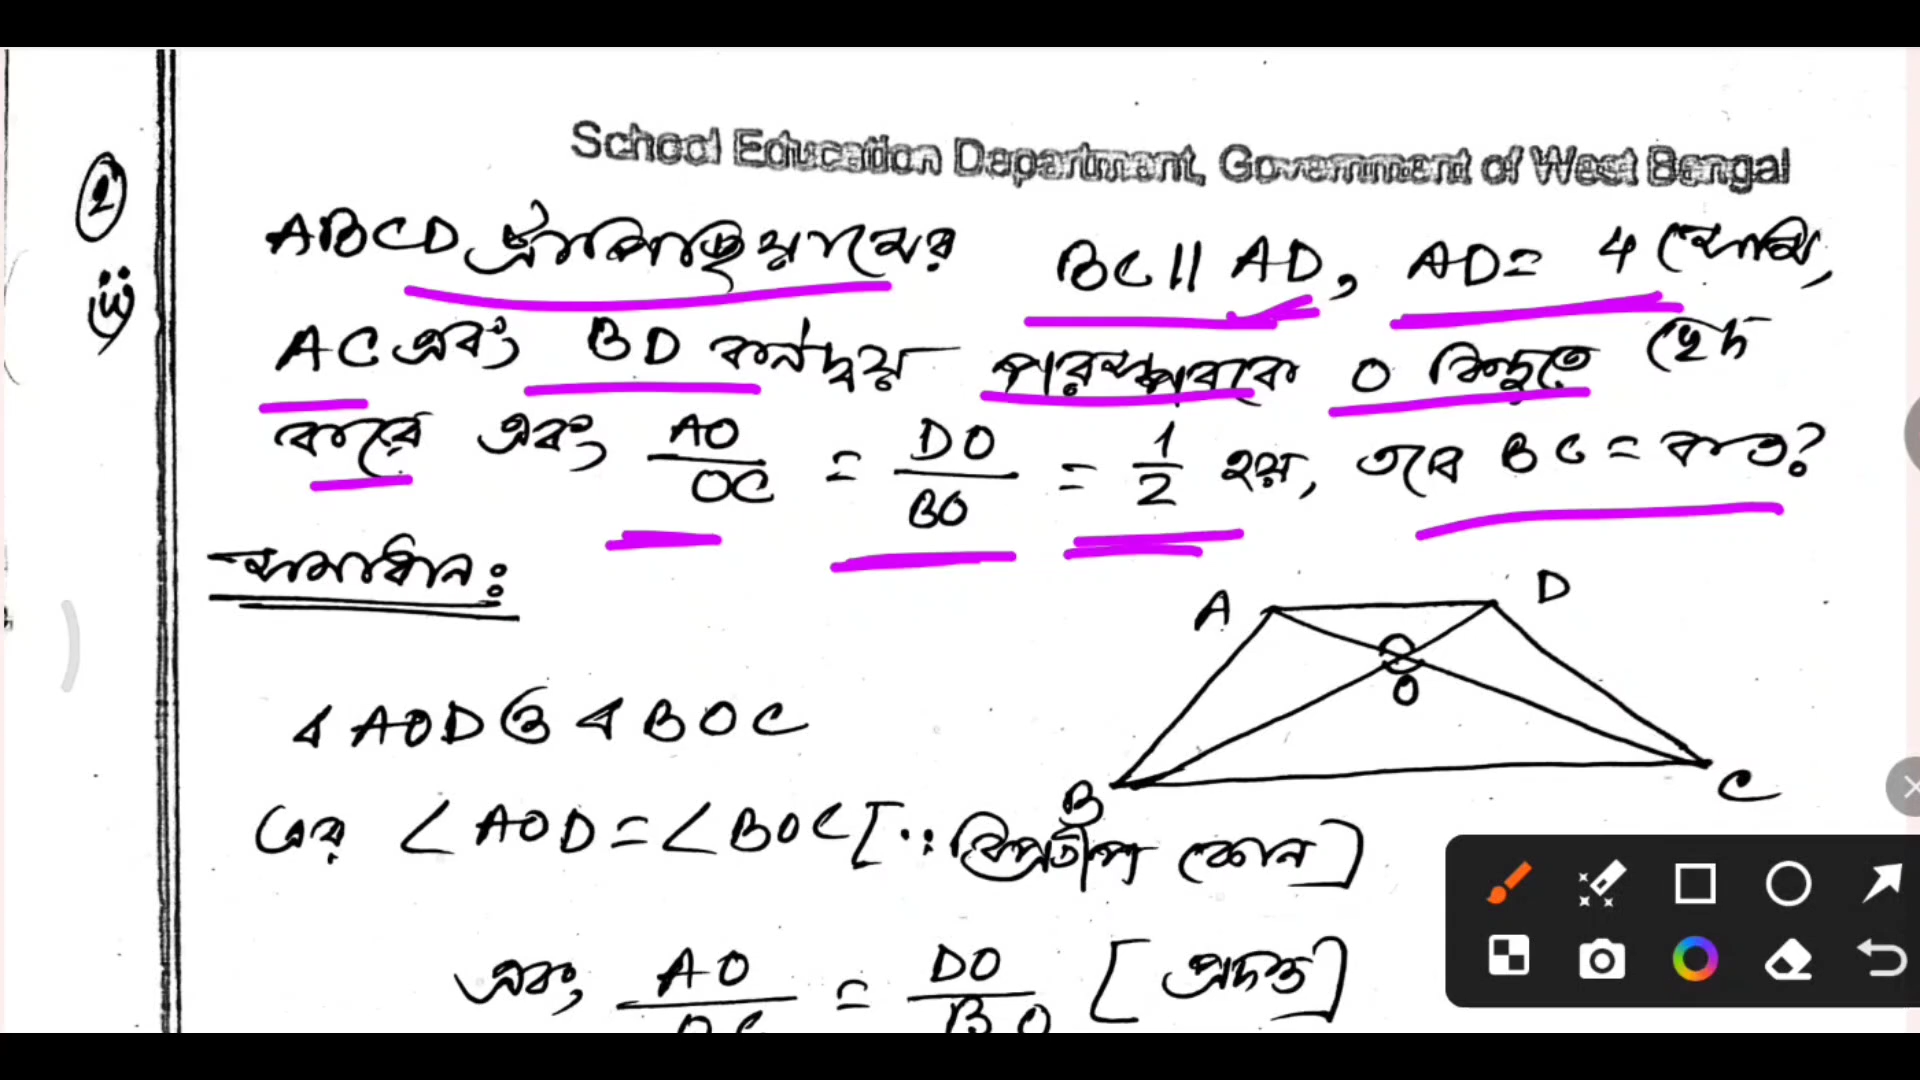 School Education Department, Government of West Bengal
২
iii)
ABCD ট্রাপিজিয়ামের BC || AD, AD = 4 সেমি,
AC এবং BD কর্ণদ্বয় পরস্পরকে O বিন্দুতে ছেদ
করে এবং AO/OC = DO/BO = 1/2 হয়, তবে BC = কত?
সমাধান :
A D
O
B C
Δ AOD ও Δ BOC
এর ∠AOD = ∠BOC [∵ বিপ্রতীপ কোন]
এবং, AO/OC = DO/BO [প্রদত্ত]